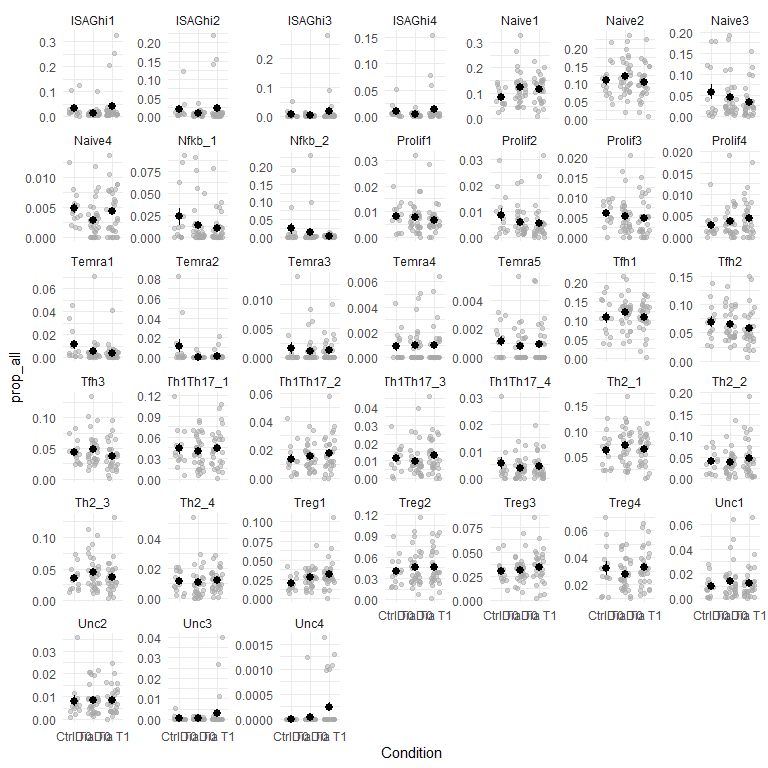 ISAGhi1 ISAGhi2 ISAGhi3 ISAGhi4 Naive1 Naive2 Naive3
0.3 0.2 0.1 0.0
0.20 0.15 0.10 0.05 0.00
0.2 0.1 0.0
0.15 0.10 0.05 0.00
0.3 0.2 0.1 0.0
0.20 0.15 0.10 0.05 0.00
0.20 0.15 0.10 0.05 0.00
Naive4 Nfkb_1 Nfkb_2 Prolif1 Prolif2 Prolif3 Prolif4
0.010 0.005 0.000
0.075 0.050 0.025 0.000
0.20 0.15 0.10 0.05 0.00
0.03 0.02 0.01 0.00
0.03 0.02 0.01 0.00
0.020 0.015 0.010 0.005 0.000
0.020 0.015 0.010 0.005 0.000
Temra1 Temra2 Temra3 Temra4 Temra5 Tfh1 Tfh2
0.06 0.04 0.02 0.00
0.08 0.06 0.04 0.02 0.00
0.010 0.005 0.000
0.006 0.004 0.002 0.000
0.004 0.002 0.000
0.20 0.15 0.10 0.05 0.00
0.15 0.10 0.05 0.00
Tfh3 Th1Th17_1 Th1Th17_2 Th1Th17_3 Th1Th17_4 Th2_1 Th2_2
0.10 0.05 0.00
0.12 0.09 0.06 0.03 0.00
0.06 0.04 0.02 0.00
0.04 0.03 0.02 0.01 0.00
0.03 0.02 0.01 0.00
0.15 0.10 0.05
0.20 0.15 0.10 0.05 0.00
Th2_3 Th2_4 Treg1 Treg2 Treg3 Treg4 Unc1
0.10 0.05 0.00
0.04 0.02 0.00
0.100 0.075 0.050 0.025 0.000
0.12 0.09 0.06 0.03 0.00
0.075 0.050 0.025 0.000
0.06 0.04 0.02
0.06 0.04 0.02 0.00
T1 T1 T1 T1
Unc2 Unc3 Unc4
0.03 0.02 0.01 0.00
0.04 0.03 0.02 0.01 0.00
0.0015 0.0010 0.0005 0.0000
T1 T1 T1
prop_all
Condition